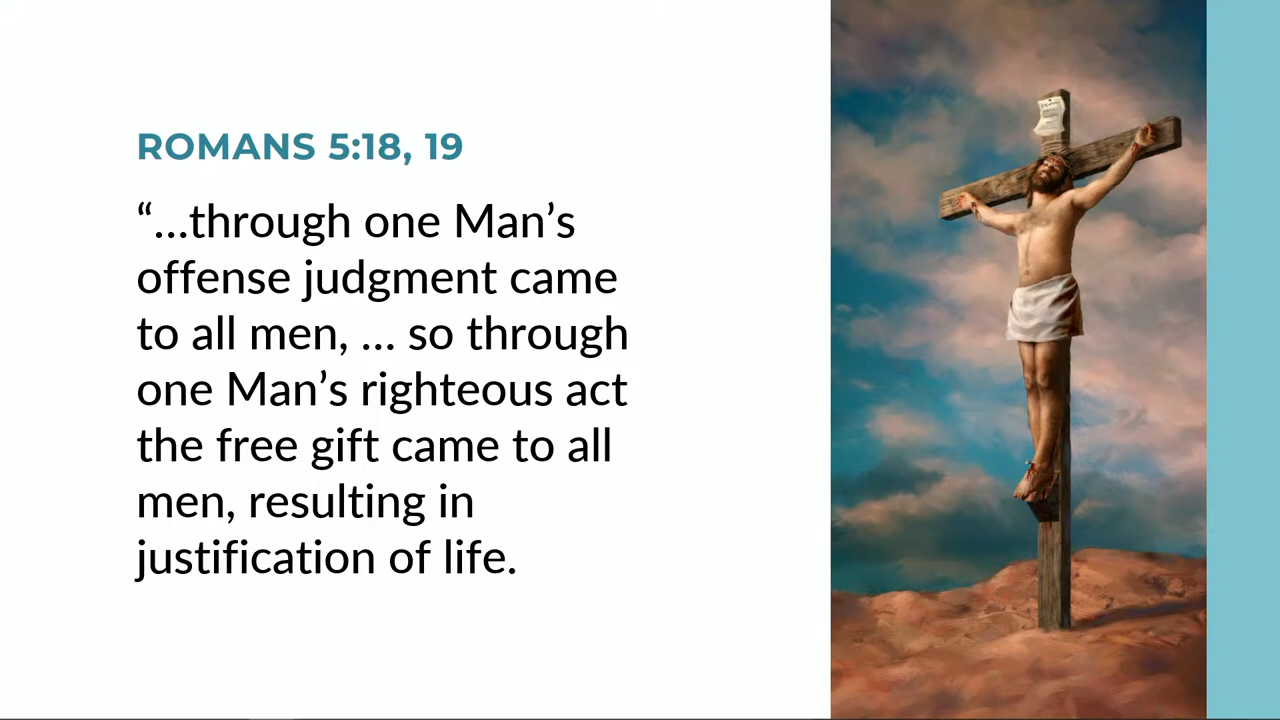 ROMANS 5:18, 19
“...through one Man’s
offense judgment came
to all men, ... so through
one Man’s righteous act
the free gift came to all
men, resulting in
justification of life.